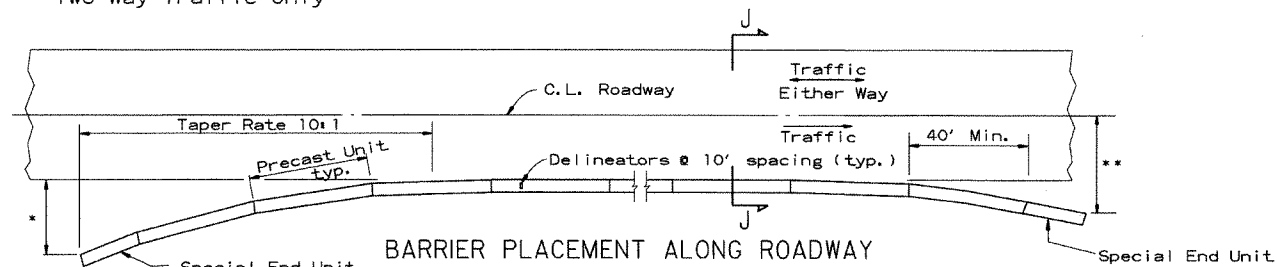 Two Way Traffic Only
J
Traffic
Either Way
C.L. Roadway
Taper Rate 10:1
Traffic
40' Min.
Precast Unit
typ.
Delineators @ 10' spacing (typ.)
*
**
J
BARRIER PLACEMENT ALONG ROADWAY
Special End Unit
Special End Unit